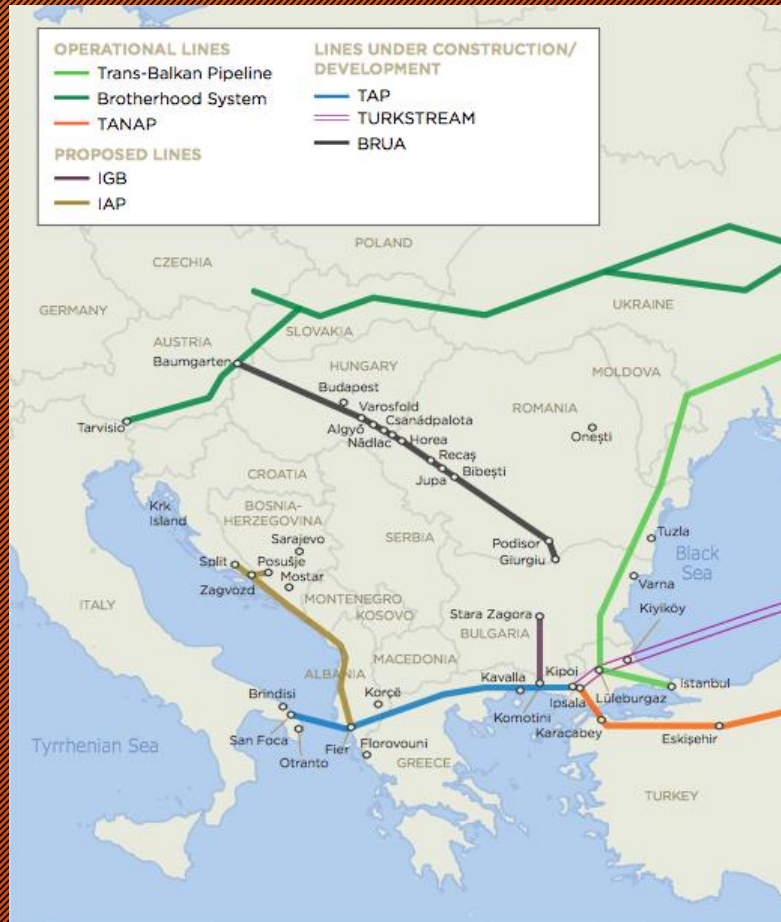 OPERATIONAL LINES
Trans-Balkan Pipeline
Brotherhood System
TANAP
PROPOSED LINES
IGB
IAP
LINES UNDER CONSTRUCTION/
DEVELOPMENT
TAP
TURKSTREAM
BRUA
POLAND
CZECHIA
GERMANY
UKRAINE
SLOVAKIA
AUSTRIA
Baumgarten
HUNGARY
MOLDOVA
Budapest
Varosfold
ROMANIA
Csanádpalota
Algyő
Tarvisio
Onești
Nădlac
Horea
Recaș
CROATIA
Jupa
Bibești
Krk
Island
BOSNIA-
HERZEGOVINA
Tuzla
Sarajevo
SERBIA
Podisor
Black
Sea
Split
Posušje
Giurgiu
Mostar
Varna
Zagvozd
MONTENEGRO
ITALY
Kiyiköy
KOSOVO
Stara Zagora
BULGARIA
MACEDONIA
Kipoi
ALBANIA
Kavalla
Istanbul
Brindisi
Korçë
Ipsala
Lüleburgaz
Komotini
Karacabey
San Foca
Tyrrhenian Sea
Fier
Florovouni
Eskişehir
Otranto
GREECE
TURKEY